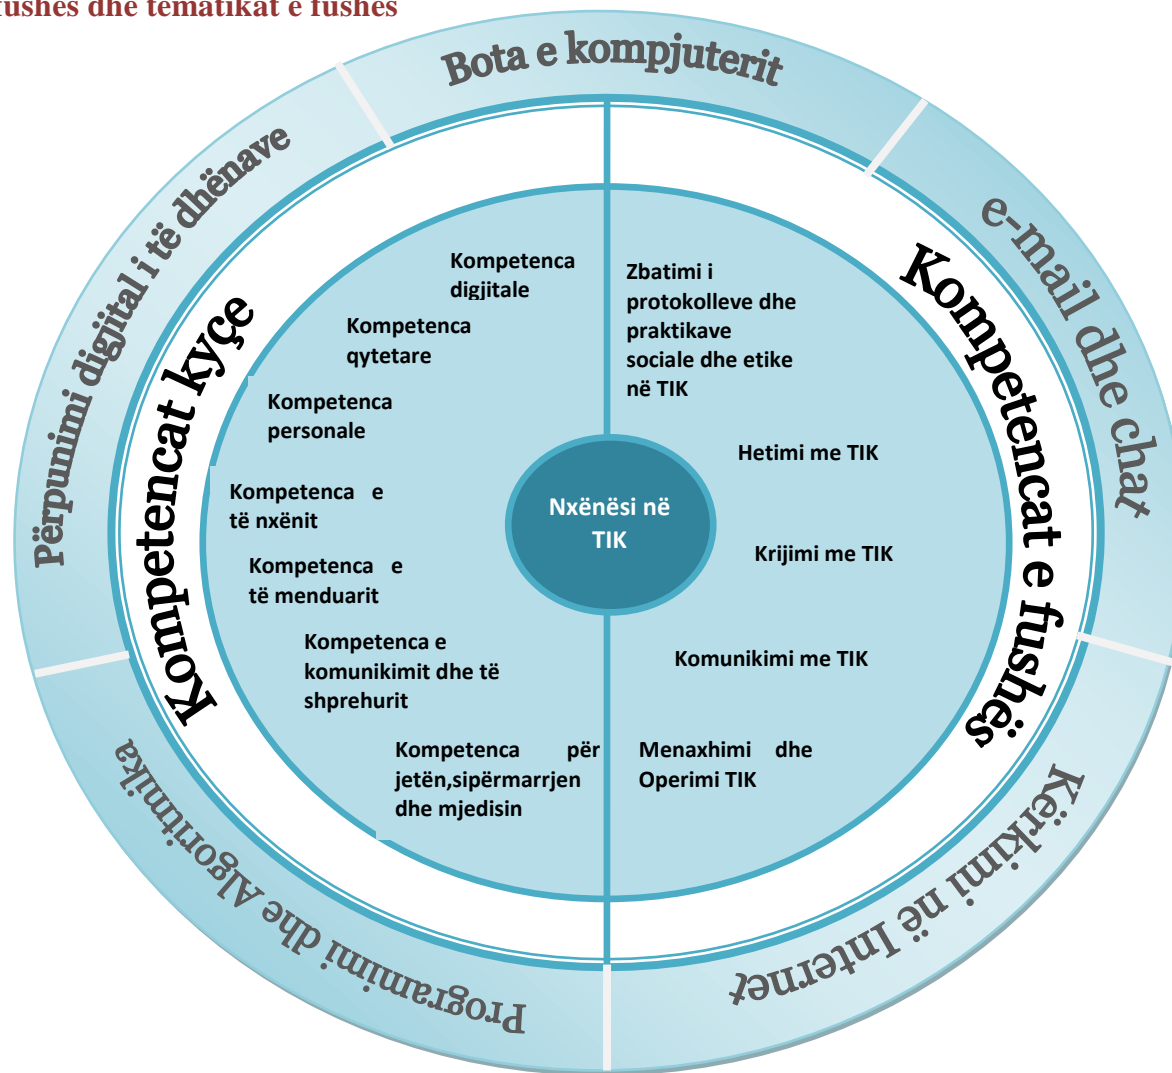 fushës dhe tematikat e fushës
Bota e kompjuterit
e-mail dhe chat
Kërkimi në Internet
Programimi dhe Algoritmika
Përpunimi digjital i të dhënave
Kompetencat kyçe
Kompetencat e fushës
Kompetenca
digjitale
Kompetenca
qytetare
Kompetenca
personale
Kompetenca e
të nxënit
Kompetenca e
të menduarit
Kompetenca e
komunikimit dhe të
shprehurit
Kompetenca për
jetën,sipërmarrjen
dhe mjedisin
Nxënësi në
TIK
Zbatimi i
protokolleve dhe
praktikave
sociale dhe etike
në TIK
Hetimi me TIK
Krijimi me TIK
Komunikimi me TIK
Menaxhimi dhe
Operimi TIK